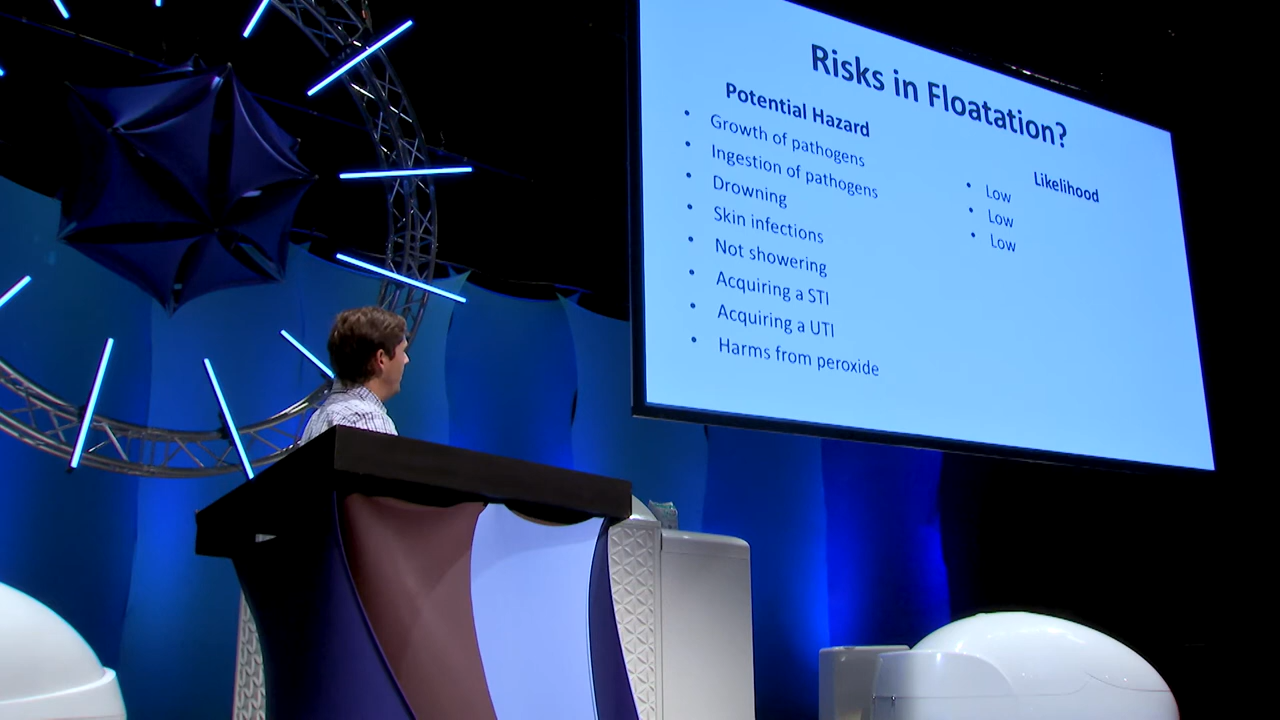 Risks in Floatation?
Potential Hazard
• Growth of pathogens
• Ingestion of pathogens
• Drowning
• Skin infections
• Not showering
• Acquiring a STI
• Acquiring a UTI
• Harms from peroxide
Likelihood
• Low
• Low
• Low